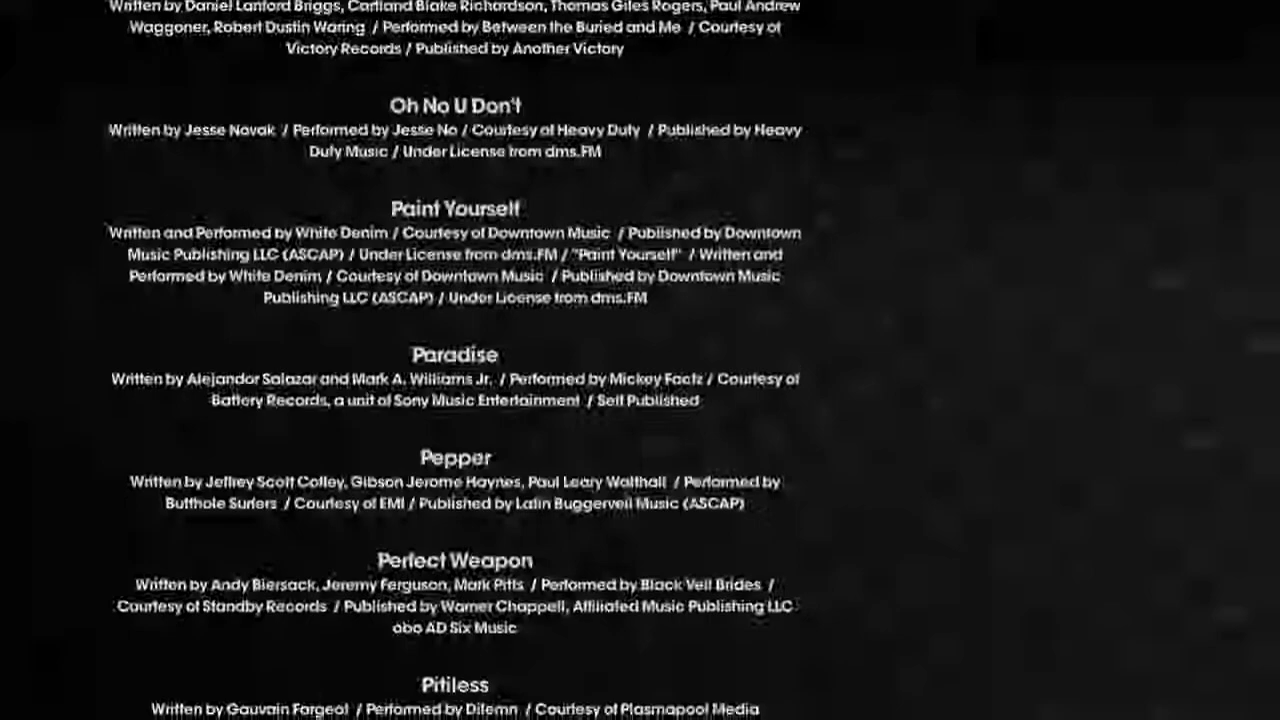 Written by Daniel Lanford Briggs, Cartland Blake Richardson, Thomas Giles Rogers, Paul Andrew
Waggoner, Robert Dustin Waring / Performed by Between the Buried and Me / Courtesy of
Victory Records / Published by Another Victory
Oh No U Don't
Written by Jesse Novak / Performed by Jesse No / Courtesy of Heavy Duty / Published by Heavy
Duty Music / Under License from dms.FM
Paint Yourself
Written and Performed by White Denim / Courtesy of Downtown Music / Published by Downtown
Music Publishing LLC (ASCAP) / Under License from dms.FM / "Paint Yourself" / Written and
Performed by White Denim / Courtesy of Downtown Music / Published by Downtown Music
Publishing LLC (ASCAP) / Under License from dms.FM
Paradise
Written by Alejandor Salazar and Mark A. Williams Jr. / Performed by Mickey Factz / Courtesy of
Battery Records, a unit of Sony Music Entertainment / Self Published
Pepper
Written by Jeffrey Scott Coffey, Gibson Jerome Haynes, Paul Leary Walthall / Performed by
Butthole Surfers / Courtesy of EMI / Published by Latin Buggerveil Music (ASCAP)
Perfect Weapon
Written by Andy Biersack, Jeremy Ferguson, Mark Pitts / Performed by Black Veil Brides /
Courtesy of Standby Records / Published by Warner Chappell, Affiliated Music Publishing LLC
obo AD Six Music
Pitiless
Written by Gauvain Fargeot / Performed by Dilemn / Courtesy of Plasmapool Media